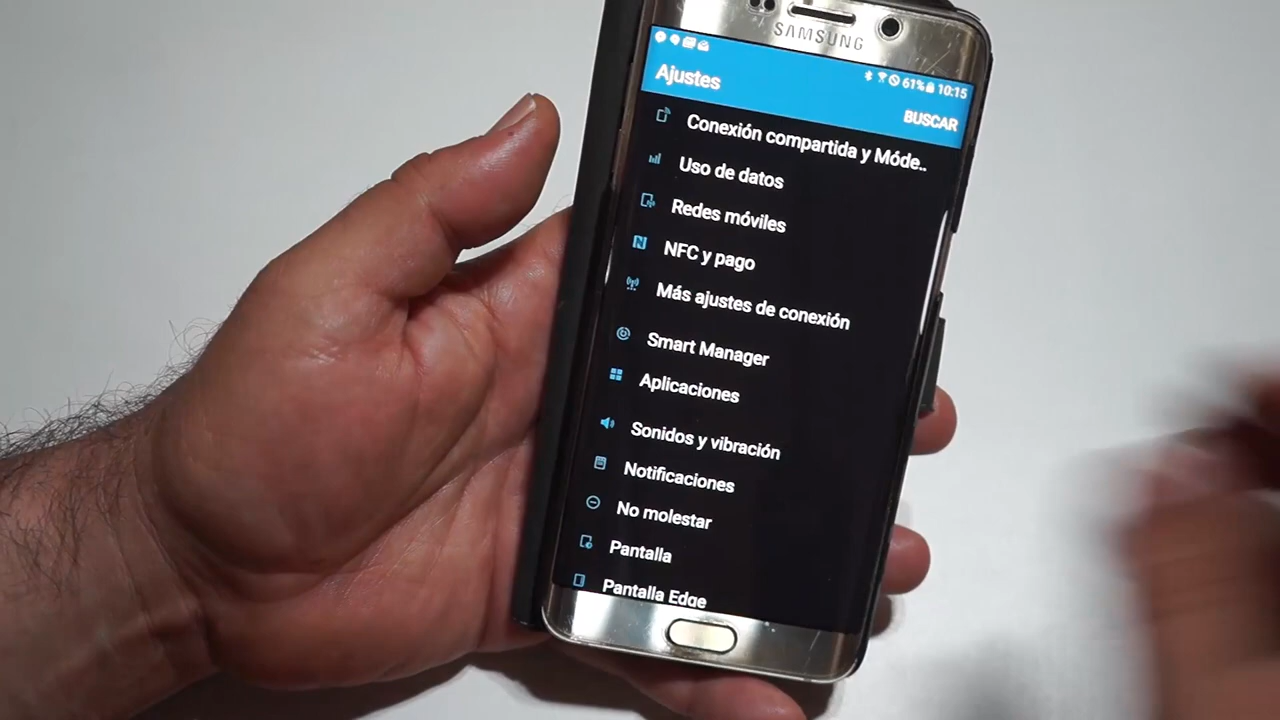 SAMSUNG
61% 10:15
Ajustes
BUSCAR
Conexión compartida y Móde..
Uso de datos
Redes móviles
NFC y pago
Más ajustes de conexión
Smart Manager
Aplicaciones
Sonidos y vibración
Notificaciones
No molestar
Pantalla
Pantalla Edge